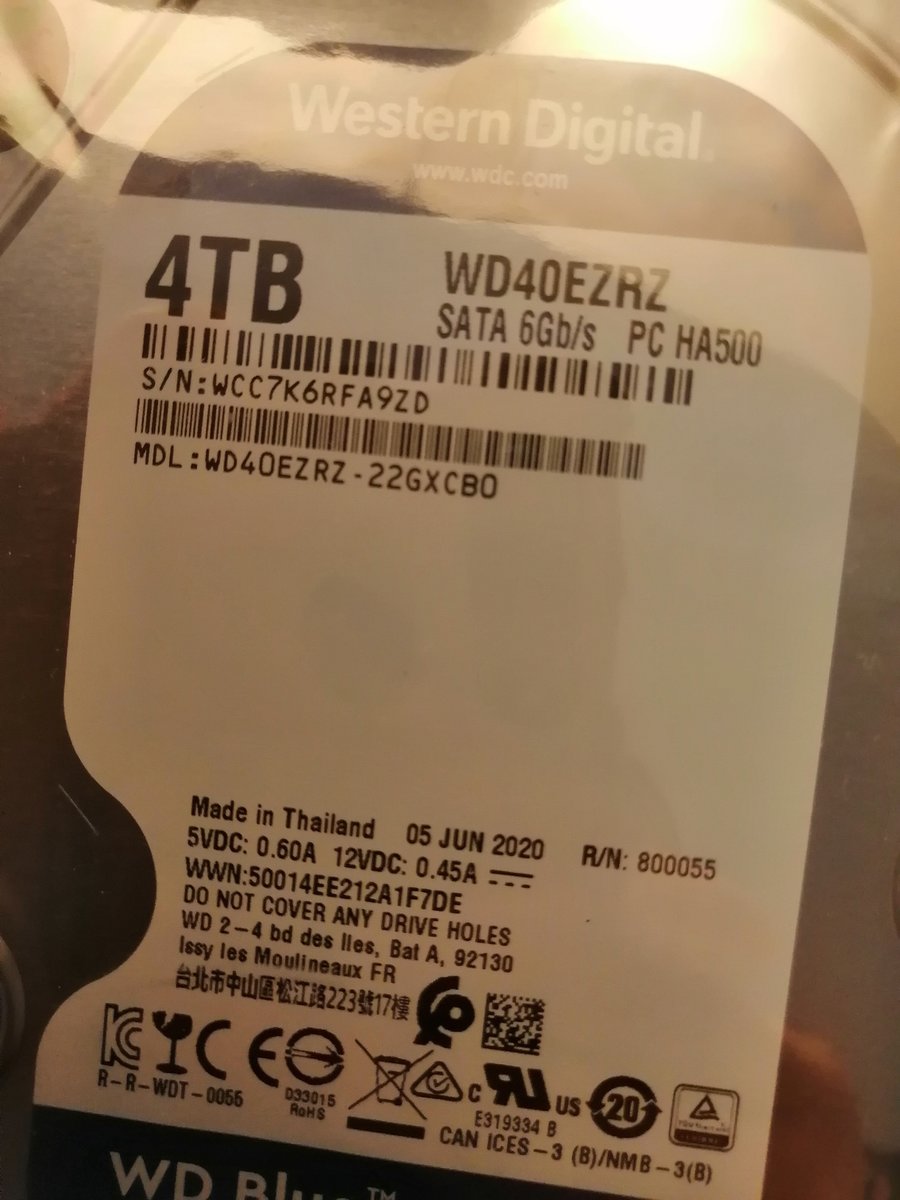 Western Digital
www.wdc.com
4TB
WD40EZRZ
SATA 6Gb/s PC HA500
S/N:WCC7K6RFA9ZD
MDL:WD40EZRZ-22GXCB0
Made in Thailand 05 JUN 2020 R/N: 800055
5VDC: 0.60A 12VDC: 0.45A
WWN:50014EE212A1F7DE
DO NOT COVER ANY DRIVE HOLES
WD 2-4 bd des Iles, Bat A, 92130
Issy les Moulineaux FR
台北市中山區松江路223號17樓
R-R-WDT-0055
D33015
RoHS
C US
E319334 B
20
CAN ICES-3 (B)/NMB-3(B)
WD Blue™